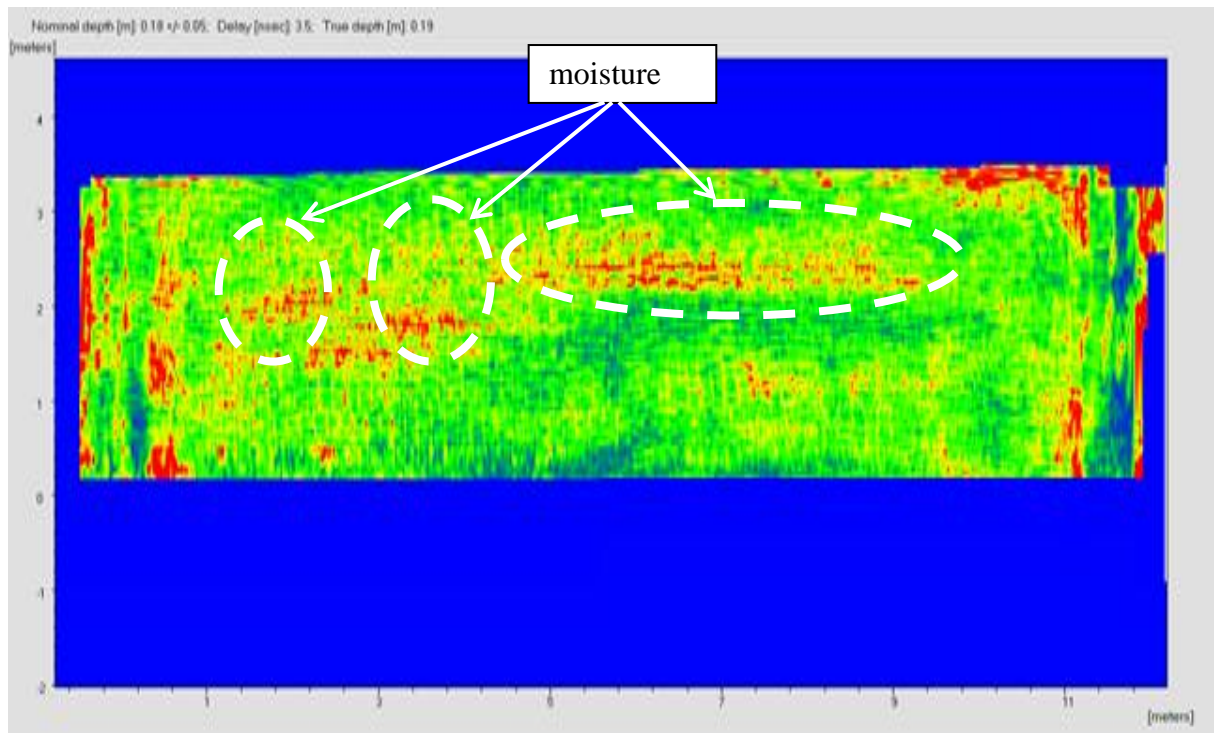 Nominal depth [m]: 0.18 +/- 0.05; Delay [nsec]: 3.5; True depth [m]: 0.19
[meters]
moisture
4
3
2
1
0
-1
-2
1 3 5 7 9 11
[meters]